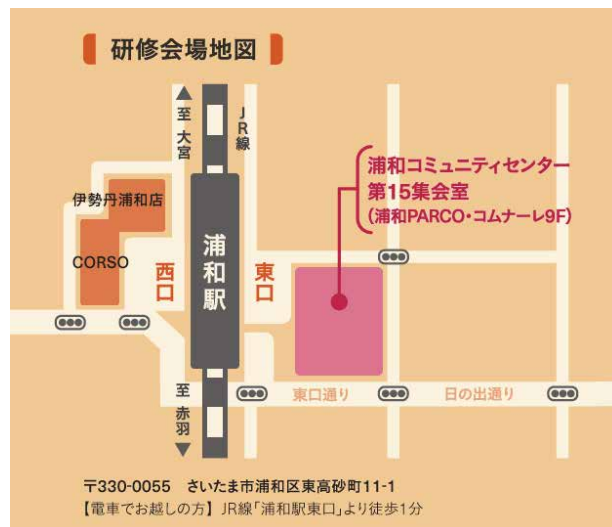 研修会場地図
至 大宮
JR線
浦和コミュニティセンター
第15集会室
(浦和PARCO・コムナーレ9F)
伊勢丹浦和店
CORSO
西口
浦和駅
東口
至 赤羽
東口通り
日の出通り
〒330-0055 さいたま市浦和区東高砂町11-1
【電車でお越しの方】JR線「浦和駅東口」より徒歩1分